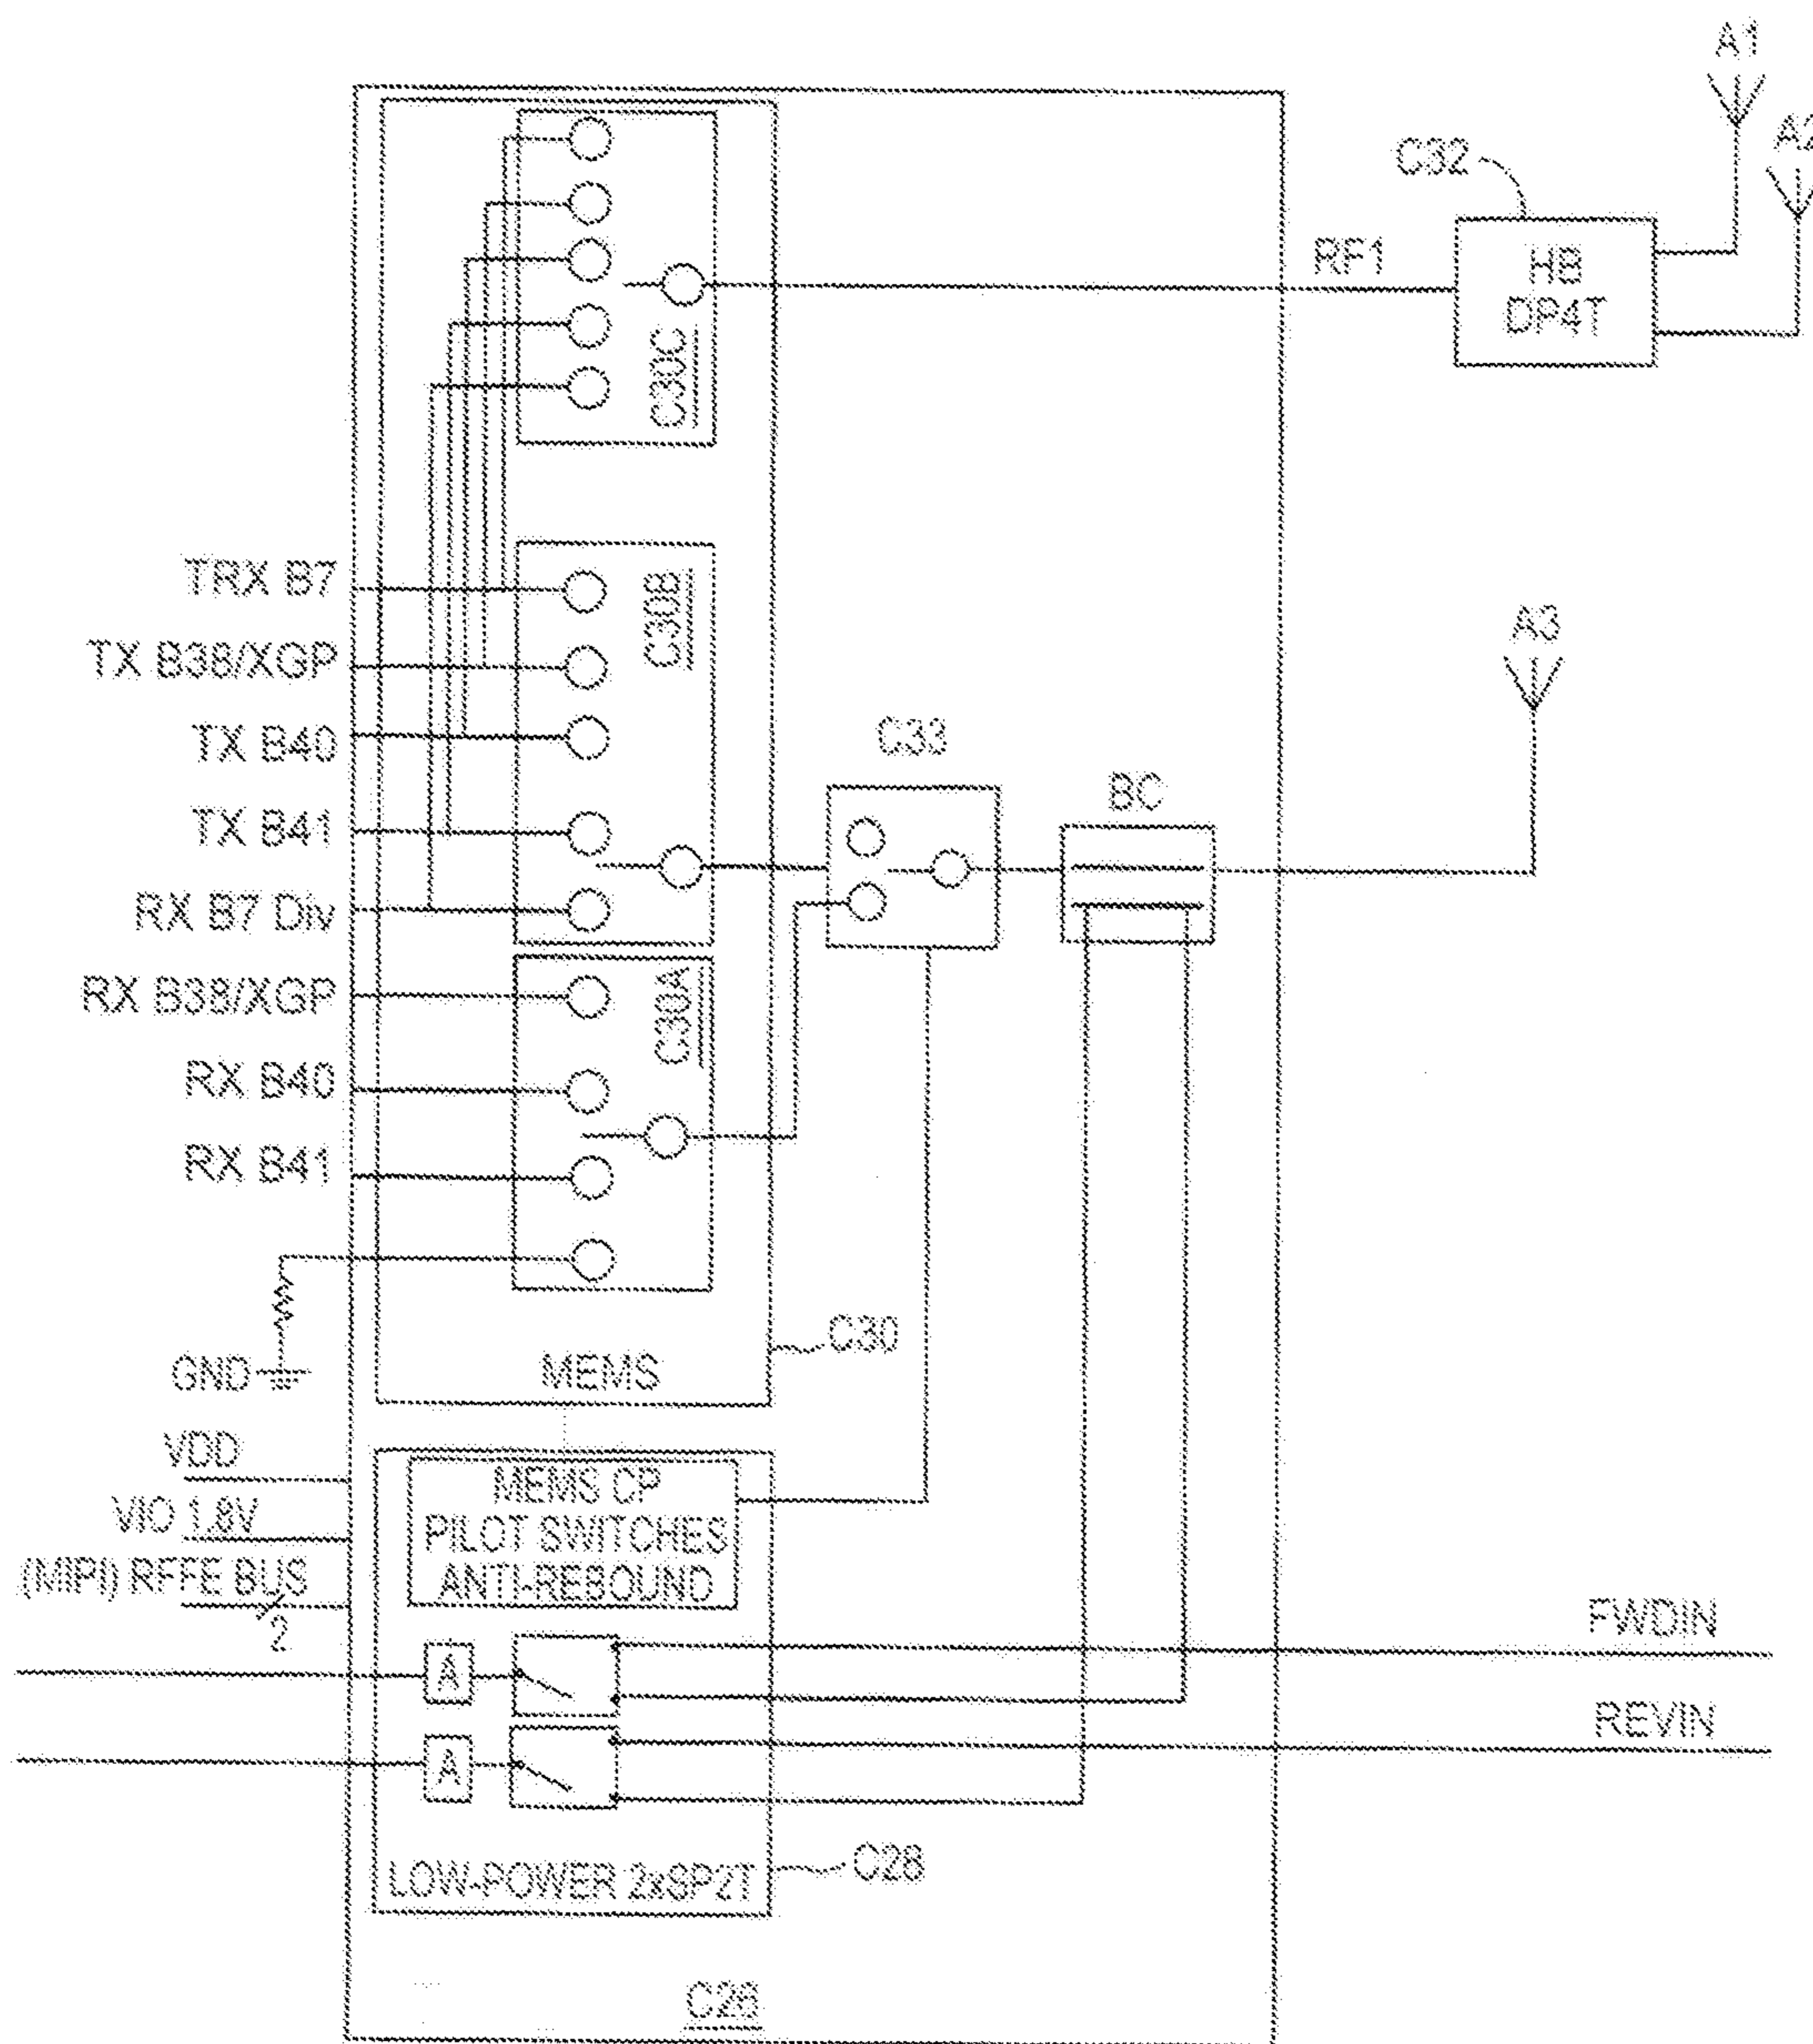 A1
A2
C32
HB
DP4T
RF1
C30C
TRX B7
TX B38/XGP
TX B40
TX B41
RX B7 Div
RX B38/XGP
RX B40
RX B41
C30B
C30A
C33
BC
A3
GND
MEMS
C30
VDD
VIO 1.8V
(MIPI) RFFE BUS
2
MEMS CP
PILOT SWITCHES
ANTI-REBOUND
A
A
FWDIN
REVIN
LOW-POWER 2xSP2T
C28
C26